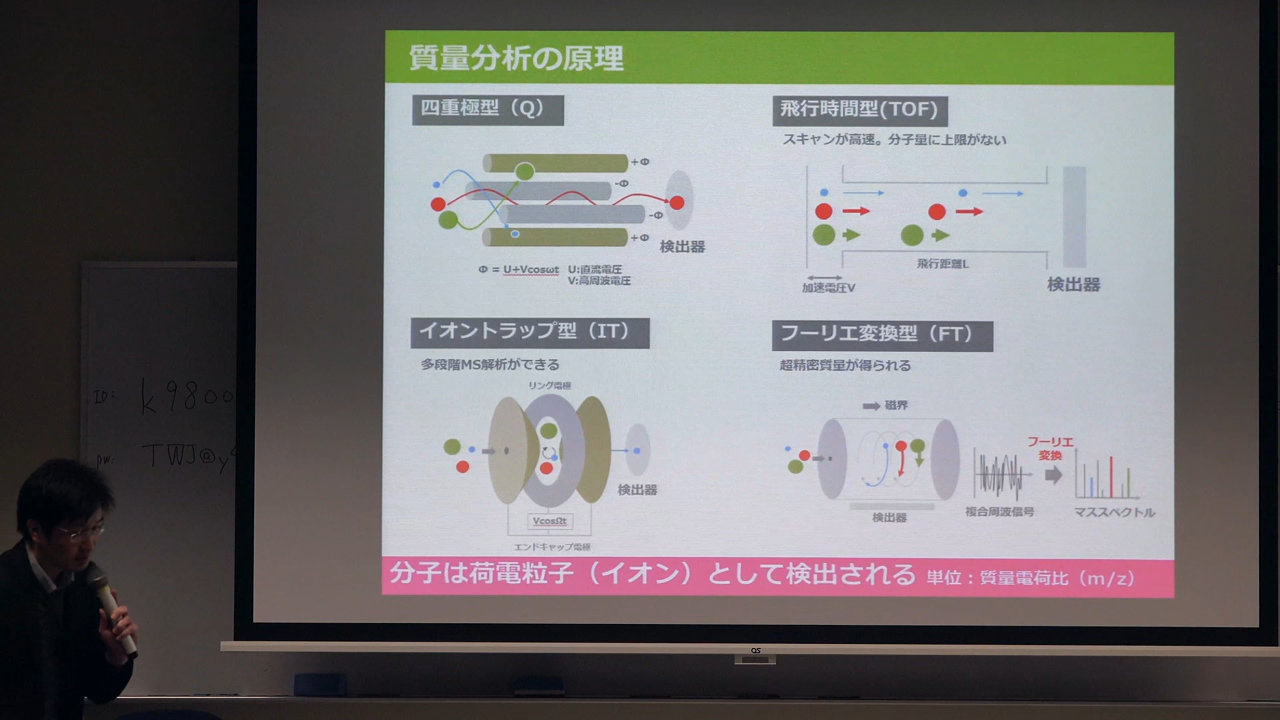 質量分析の原理
四重極型（Q）
+Φ
-Φ
-Φ
+Φ
検出器
Φ = U+Vcosωt U:直流電圧
V:高周波電圧
飛行時間型(TOF)
スキャンが高速。分子量に上限がない
飛行距離L
加速電圧V
検出器
イオントラップ型（IT）
多段階MS解析ができる
リング電極
検出器
VcosΩt
エンドキャップ電極
フーリエ変換型（FT）
超精密質量が得られる
磁界
検出器
フーリエ
変換
複合周波信号
マススペクトル
分子は荷電粒子（イオン）として検出される 単位：質量電荷比（m/z）
ID: k9800
pw: TWJ@y
OS